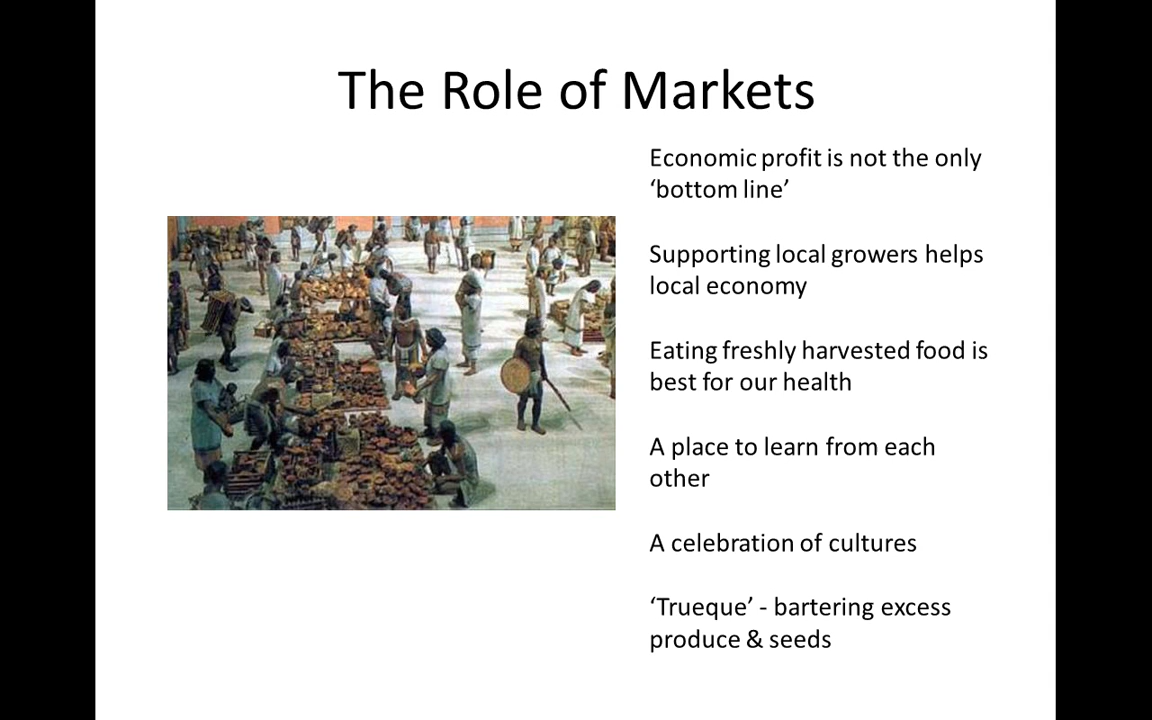 The Role of Markets
Economic profit is not the only
‘bottom line’
Supporting local growers helps
local economy
Eating freshly harvested food is
best for our health
A place to learn from each
other
A celebration of cultures
‘Trueque’ - bartering excess
produce & seeds